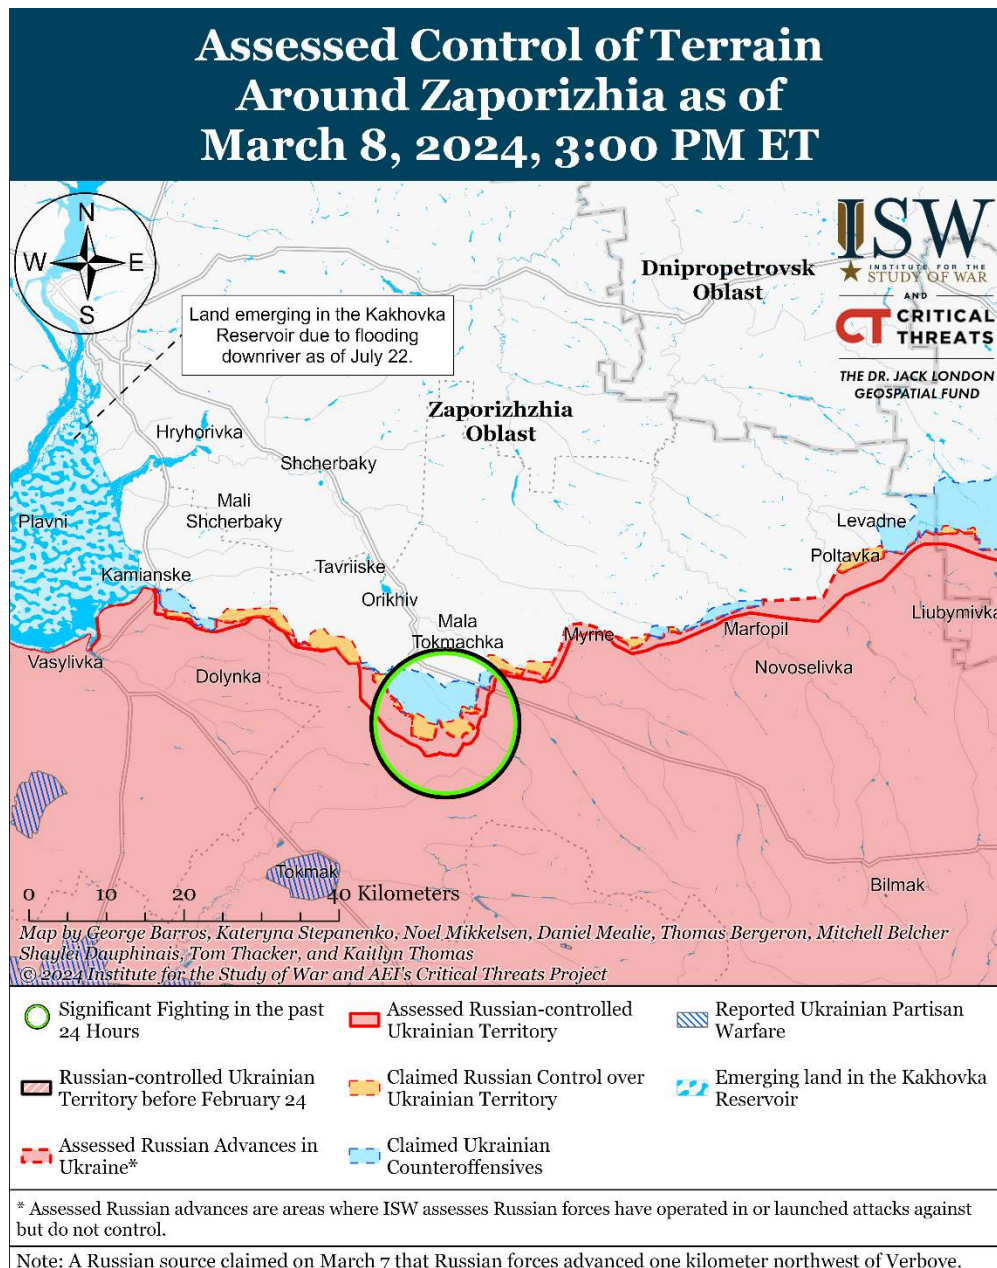 Assessed Control of Terrain
Around Zaporizhia as of
March 8, 2024, 3:00 PM ET
N
W
E
S
ISW
INSTITUTE FOR THE
STUDY OF WAR
AND
CT CRITICAL
THREATS
THE DR. JACK LONDON
GEOSPATIAL FUND
Dnipropetrovsk
Oblast
Land emerging in the Kakhovka
Reservoir due to flooding
downriver as of July 22.
Zaporizhzhia
Oblast
Hryhorivka
Shcherbaky
Mali
Shcherbaky
Plavni
Levadne
Poltavka
Kamianske
Tavriiske
Orikhiv
Mala
Tokmachka
Myrne
Marfopil
Liubymivka
Vasylivka
Dolynka
Novoselivka
Tokmak
Bilmak
0 10 20 40 Kilometers
Map by George Barros, Kateryna Stepanenko, Noel Mikkelsen, Daniel Mealie, Thomas Bergeron, Mitchell Belcher
Shaylei Dauphinais, Tom Thacker, and Kaitlyn Thomas
© 2024 Institute for the Study of War and AEI's Critical Threats Project
Significant Fighting in the past
24 Hours
Russian-controlled Ukrainian
Territory before February 24
Assessed Russian Advances in
Ukraine*
Assessed Russian-controlled
Ukrainian Territory
Claimed Russian Control over
Ukrainian Territory
Claimed Ukrainian
Counteroffensives
Reported Ukrainian Partisan
Warfare
Emerging land in the Kakhovka
Reservoir
* Assessed Russian advances are areas where ISW assesses Russian forces have operated in or launched attacks against
but do not control.
Note: A Russian source claimed on March 7 that Russian forces advanced one kilometer northwest of Verbove.